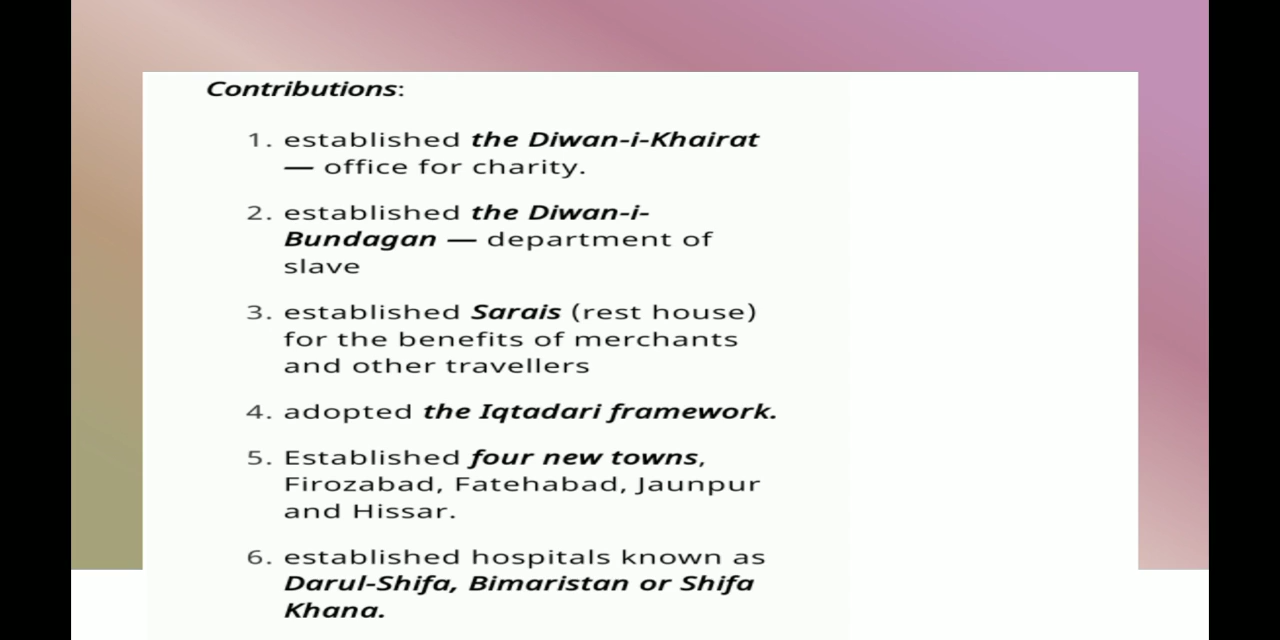 Contributions:
1. established the Diwan-i-Khairat
— office for charity.
2. established the Diwan-i-
Bundagan — department of
slave
3. established Sarais (rest house)
for the benefits of merchants
and other travellers
4. adopted the Iqtadari framework.
5. Established four new towns,
Firozabad, Fatehabad, Jaunpur
and Hissar.
6. established hospitals known as
Darul-Shifa, Bimaristan or Shifa
Khana.